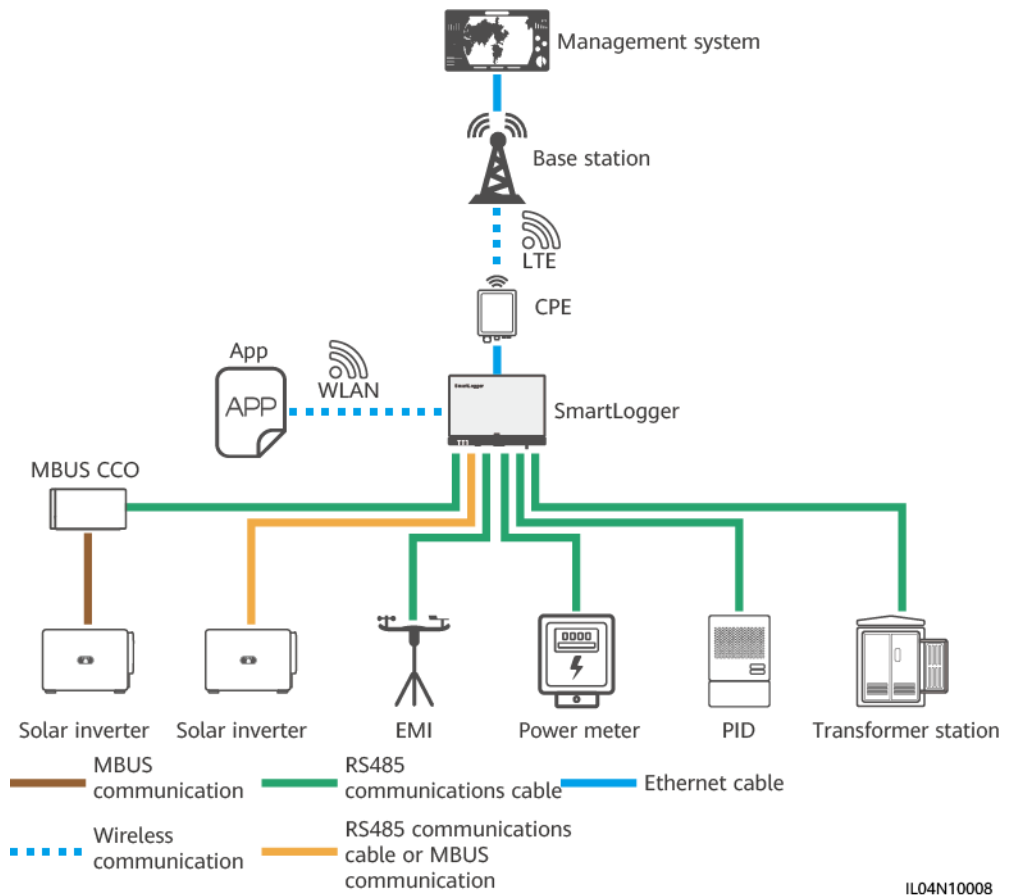 Management system
Base station
LTE
CPE
App
WLAN
APP
SmartLogger
SmartLogger
MBUS CCO
0000
Solar inverter
Solar inverter
EMI
Power meter
PID
Transformer station
MBUS
communication
RS485
communications cable
Ethernet cable
Wireless
communication
RS485 communications
cable or MBUS
communication
IL04N10008